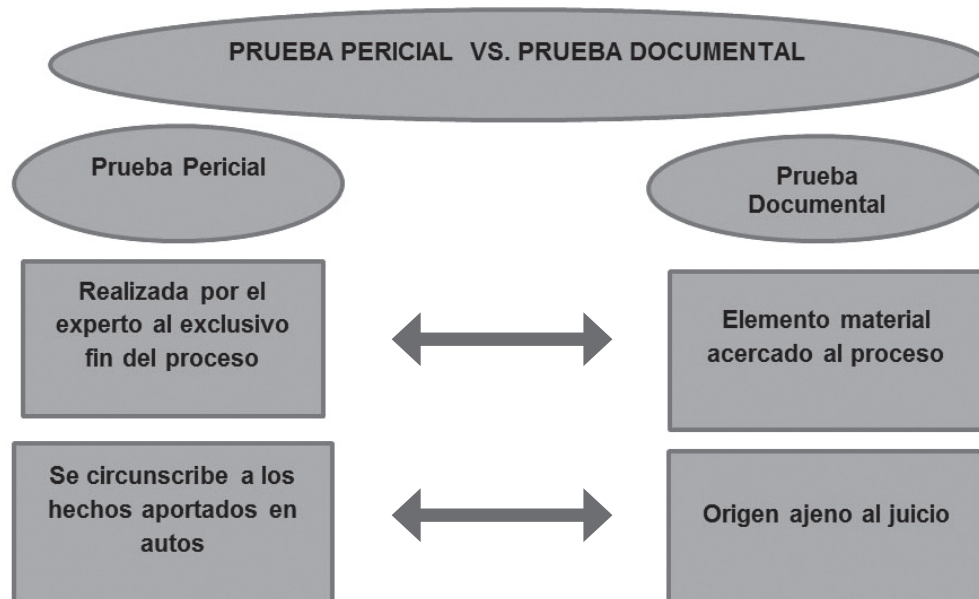 PRUEBA PERICIAL VS. PRUEBA DOCUMENTAL
Prueba Pericial
Prueba
Documental
Realizada por el
experto al exclusivo
fin del proceso
Elemento material
acercado al proceso
Se circunscribe a los
hechos aportados en
autos
Origen ajeno al juicio